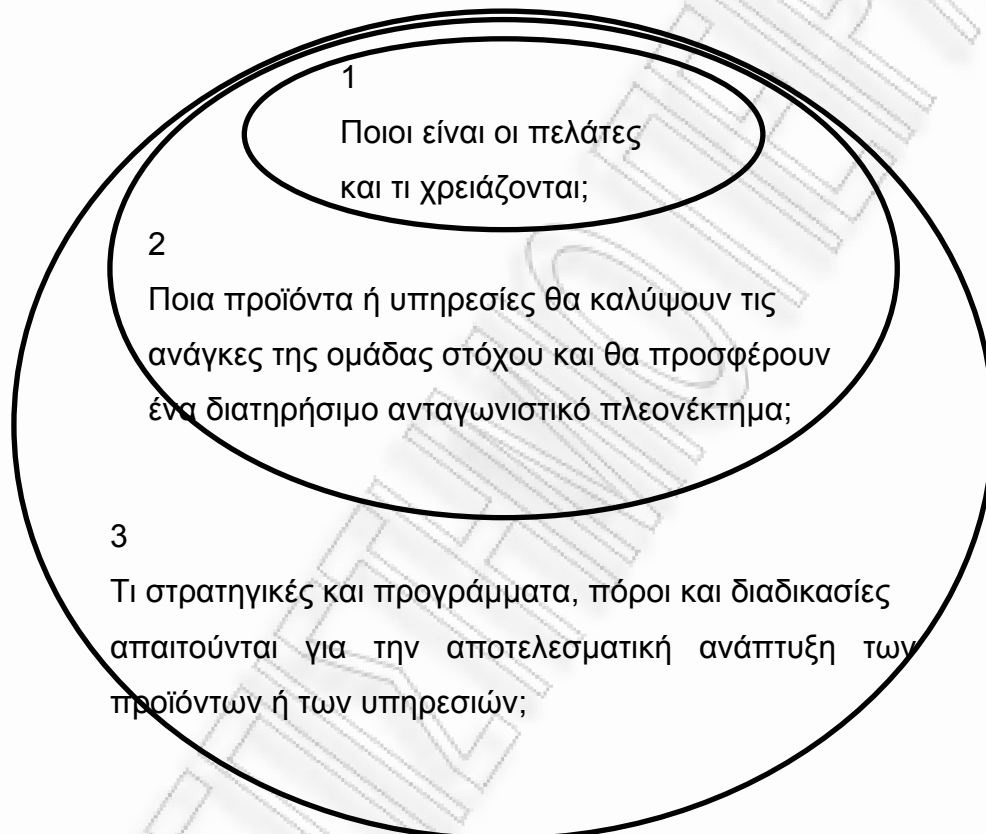 1
Ποιοι είναι οι πελάτες
και τι χρειάζονται;
2
Ποια προϊόντα ή υπηρεσίες θα καλύψουν τις
ανάγκες της ομάδας στόχου και θα προσφέρουν
ένα διατηρήσιμο ανταγωνιστικό πλεονέκτημα;
3
Τι στρατηγικές και προγράμματα, πόροι και διαδικασίες
απαιτούνται για την αποτελεσματική ανάπτυξη των
προϊόντων ή των υπηρεσιών;